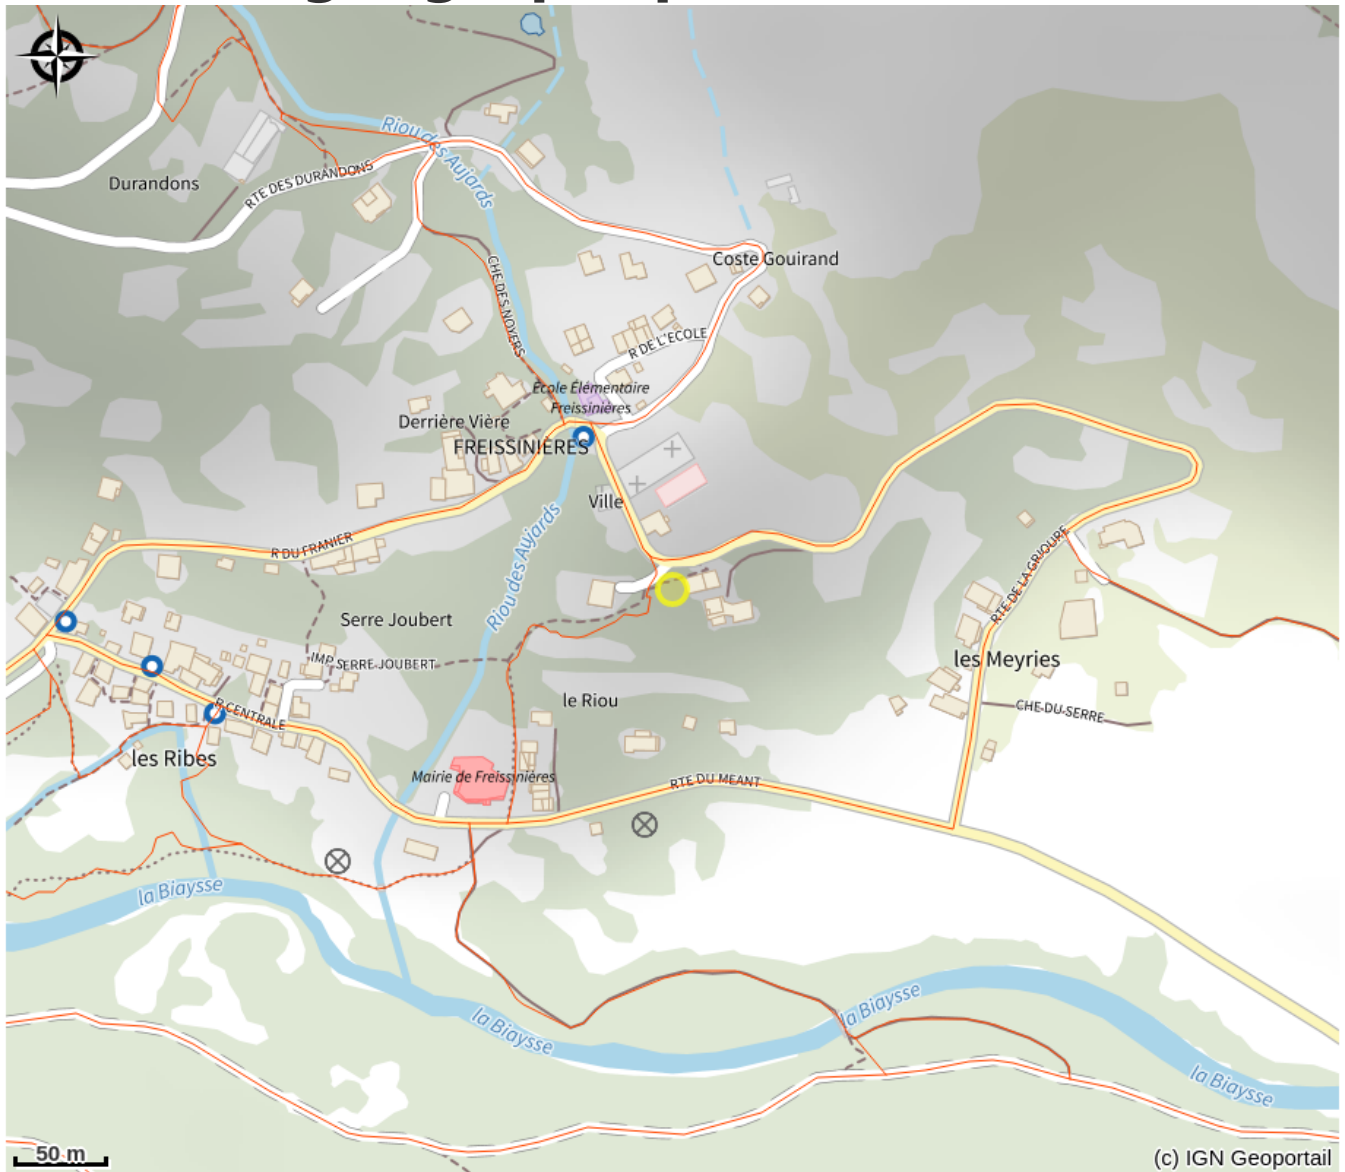 Riou des Aujards
Durandons
RTE DES DURANDONS
Coste Gouirand
CHE DES NOYERS
R DE L'ECOLE
École Élémentaire
Freissinières
Derrière Vière
FREISSINIÈRES
Ville
R DU FRANIER
Riou des Aujards
RTE DE LA GRIOURE
Serre Joubert
IMP SERRE JOUBERT
les Meyries
le Riou
CHE DU SERRE
R CENTRALE
les Ribes
Mairie de Freissinières
RTE DU MEANT
la Biaysse
la Biaysse
la Biaysse
la Biaysse
50 m
(c) IGN Geoportail